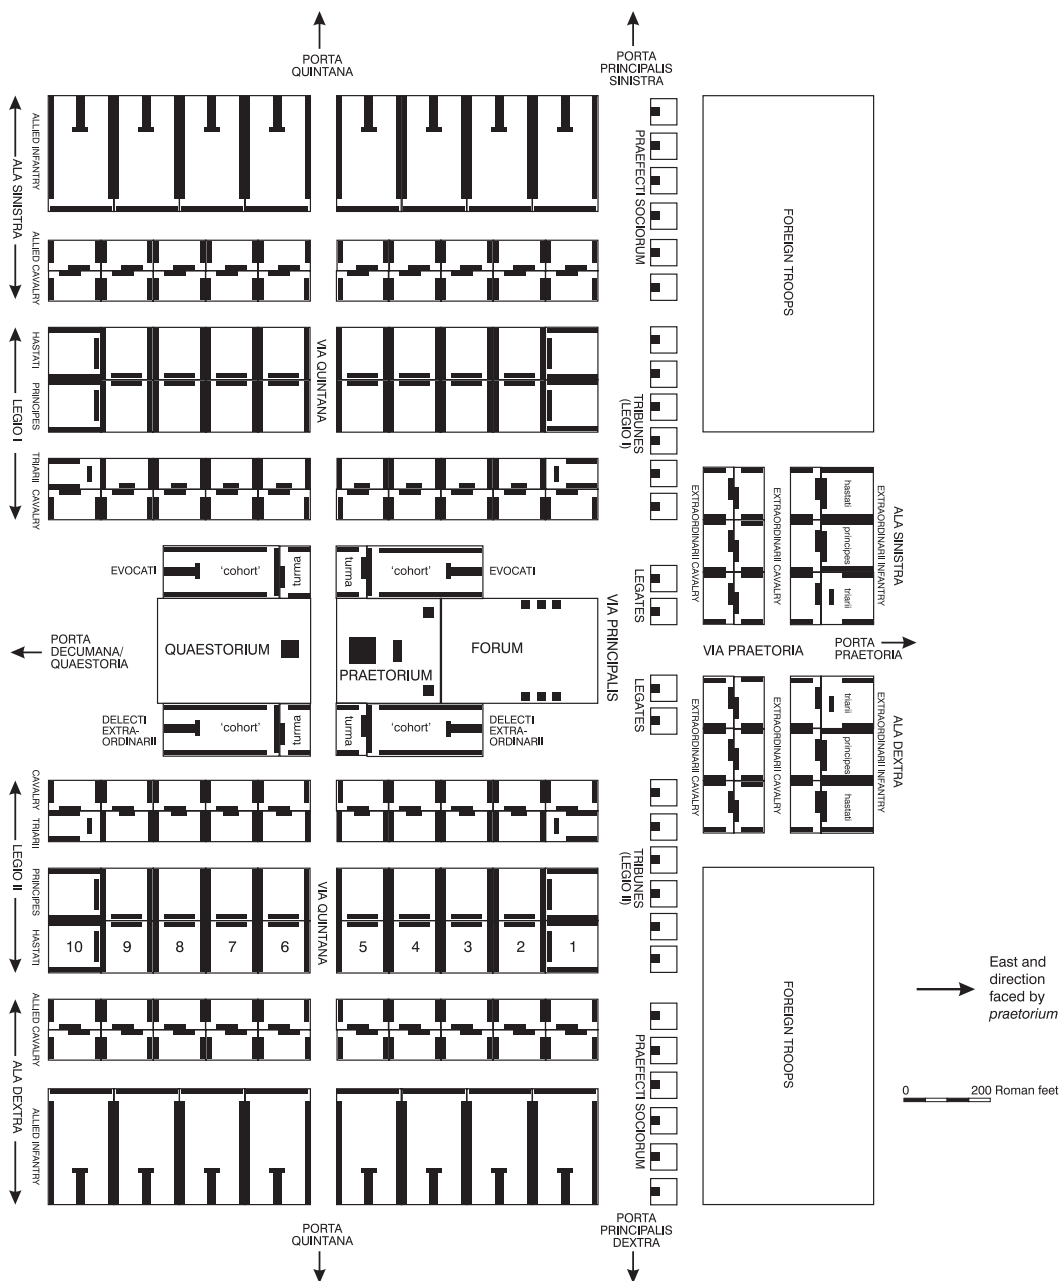 PORTA
QUINTANA
PORTA
PRINCIPALIS
SINISTRA
ALA SINISTRA
ALLIED INFANTRY
ALLIED CAVALRY
PRAEFECTI SOCIORUM
FOREIGN TROOPS
LEGIO I
HASTATI
PRINCIPES
TRIARII
CAVALRY
VIA QUINTANA
TRIBUNES
(LEGIO I)
EXTRAORDINARII CAVALRY
EXTRAORDINARII CAVALRY
hastati
principes
triarii
EXTRAORDINARII INFANTRY
ALA SINISTRA
EVOCATI
'cohort'
turma
turma
'cohort'
EVOCATI
LEGATES
PORTA
DECUMANA/
QUAESTORIA
QUAESTORIUM
PRAETORIUM
FORUM
VIA PRINCIPALIS
VIA PRAETORIA
PORTA
PRAETORIA
DELECTI
EXTRA-
ORDINARII
'cohort'
turma
turma
'cohort'
DELECTI
EXTRA-
ORDINARII
LEGATES
EXTRAORDINARII CAVALRY
EXTRAORDINARII CAVALRY
triarii
principes
hastati
EXTRAORDINARII INFANTRY
ALA DEXTRA
LEGIO II
CAVALRY
TRIARII
PRINCIPES
HASTATI
VIA QUINTANA
TRIBUNES
(LEGIO II)
10 9 8 7 6 5 4 3 2 1
ALA DEXTRA
ALLIED CAVALRY
ALLIED INFANTRY
PRAEFECTI SOCIORUM
FOREIGN TROOPS
East and
direction
faced by
praetorium
0 200 Roman feet
PORTA
QUINTANA
PORTA
PRINCIPALIS
DEXTRA